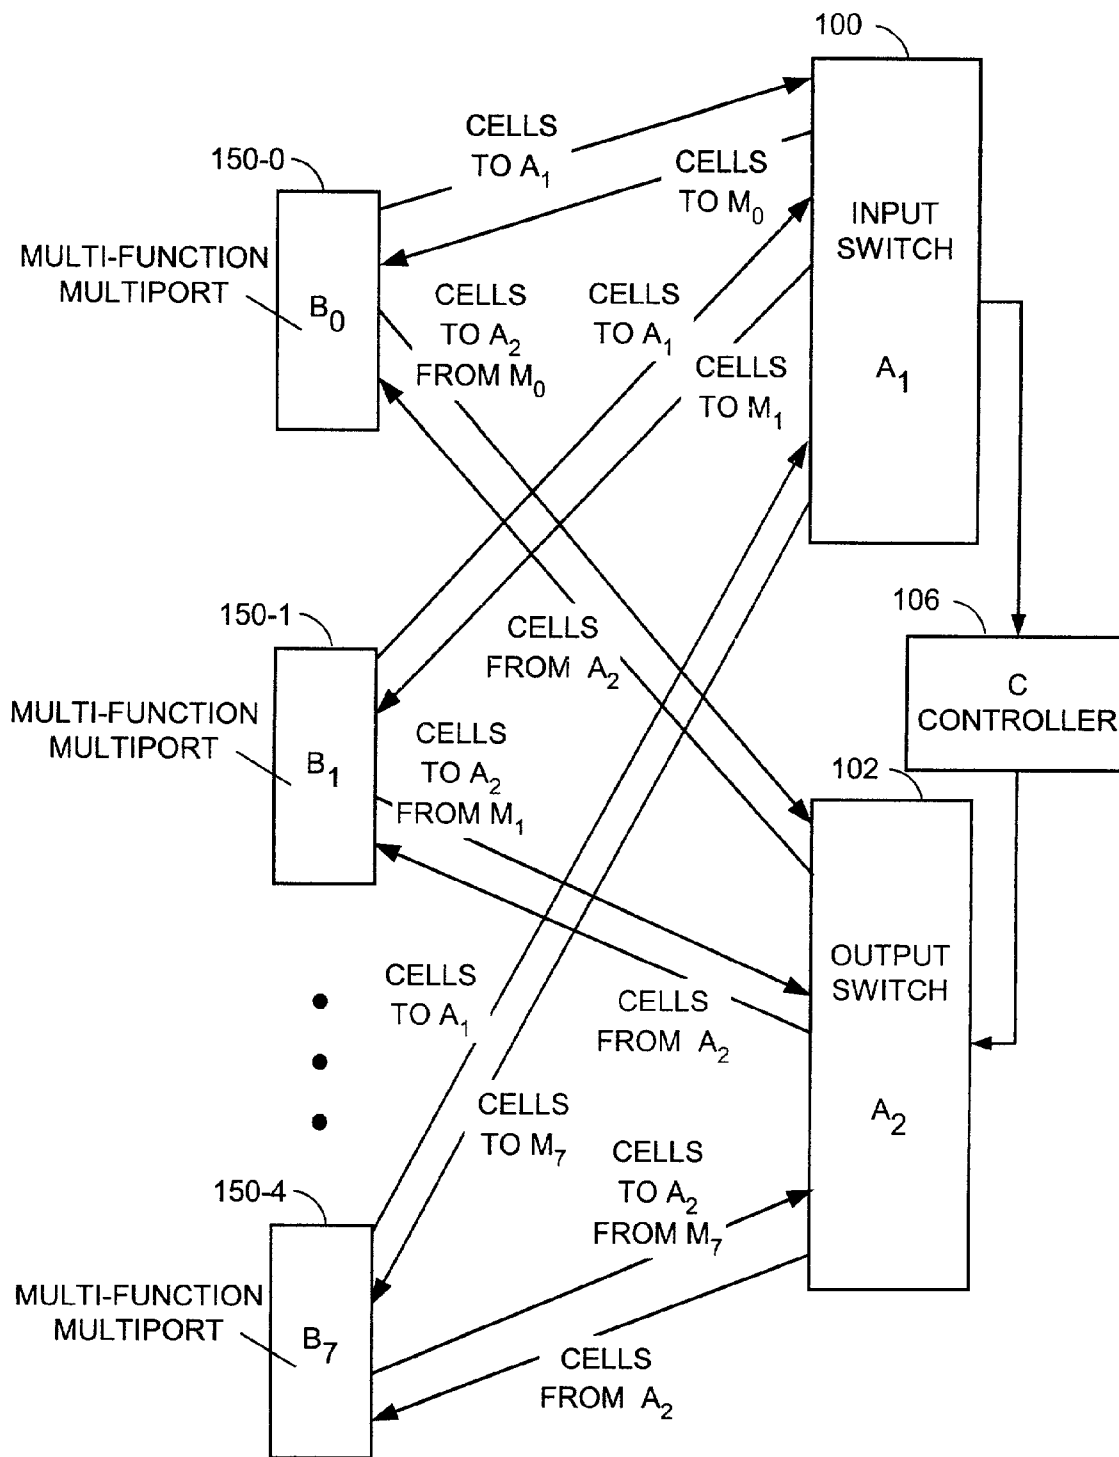 100
CELLS
TO A1
150-0
CELLS
TO M0
INPUT
SWITCH
MULTI-FUNCTION
MULTIPORT
B0
CELLS
TO A2
FROM M0
CELLS
TO A1
A1
CELLS
TO M1
150-1
106
CELLS
FROM A2
C
CONTROLLER
MULTI-FUNCTION
MULTIPORT
B1
CELLS
TO A2
FROM M1
102
OUTPUT
SWITCH
CELLS
TO A1
CELLS
FROM A2
A2
CELLS
TO M7
CELLS
TO A2
FROM M7
150-4
MULTI-FUNCTION
MULTIPORT
B7
CELLS
FROM A2